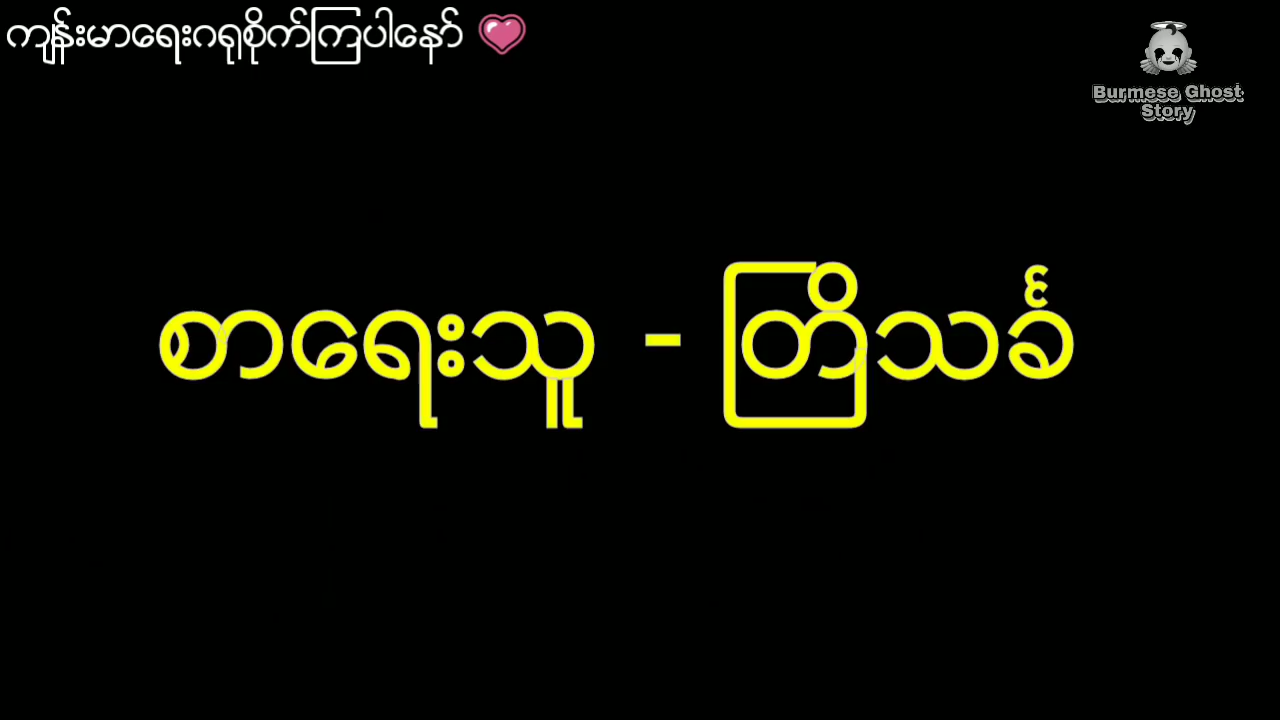 ကျန်းမာရေးဂရုစိုက်ကြပါနော် 💗
Burmese Ghost
Story
စာရေးသူ - တြိသင်္ခ